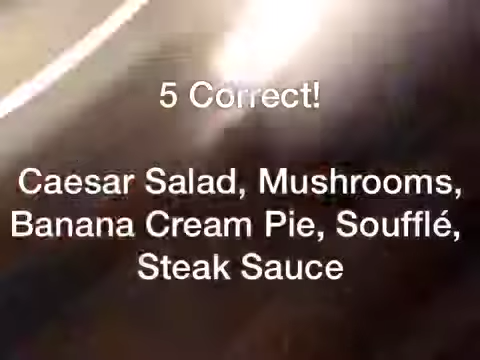 5 Correct!
Caesar Salad, Mushrooms,
Banana Cream Pie, Soufflé,
Steak Sauce